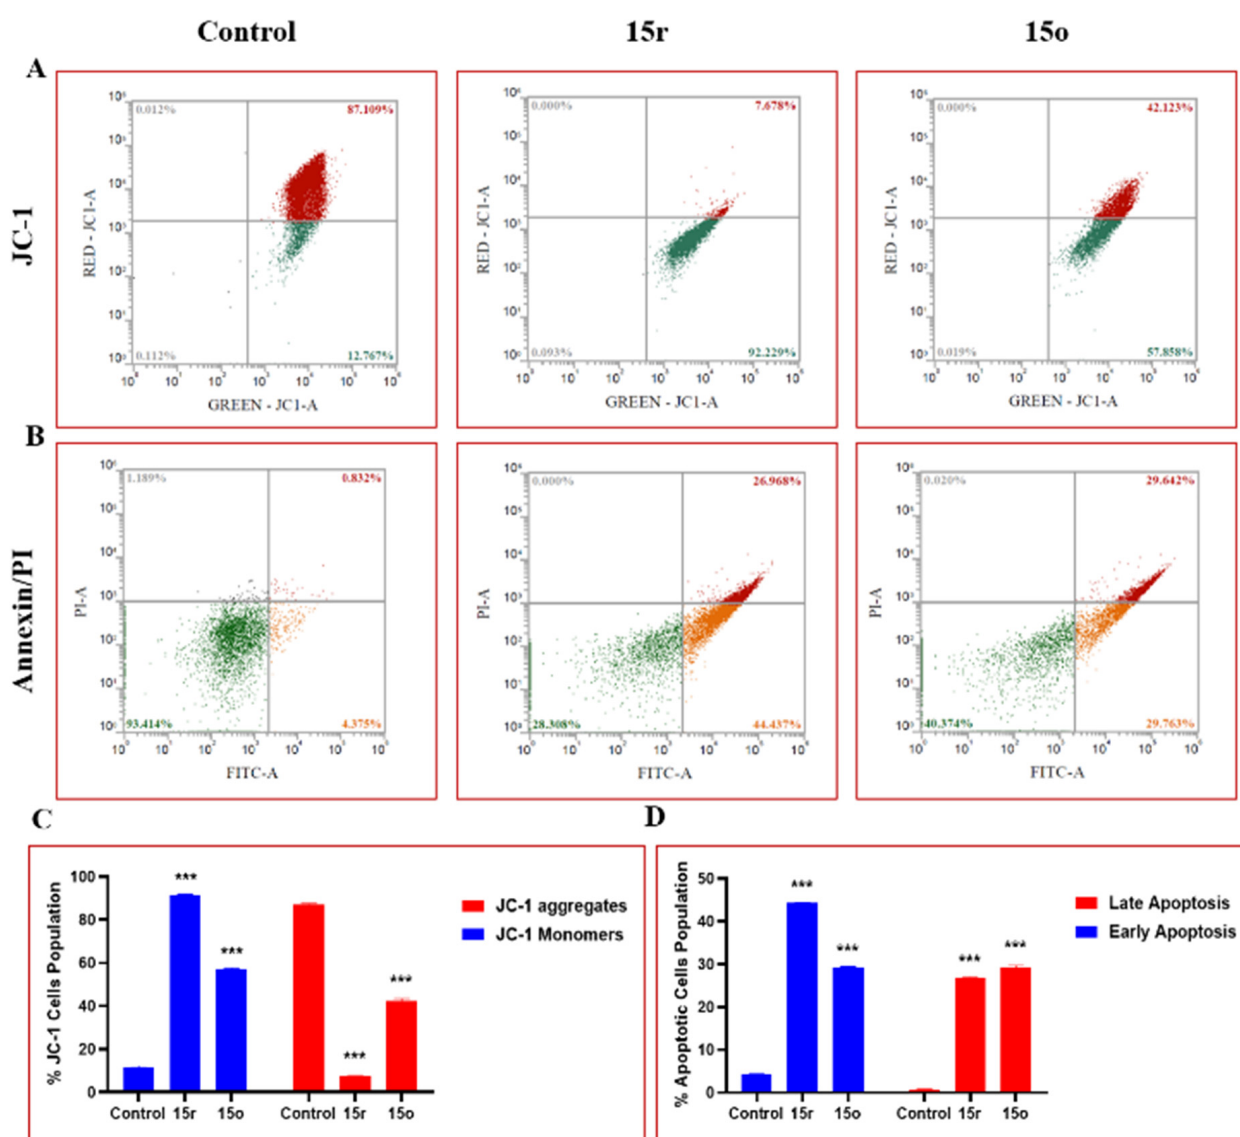 Control 15r 15o
A
JC-1
0.012% 87.109%
RED - JC1-A
0.112% 12.767%
GREEN - JC1-A
0.000% 7.678%
RED - JC1-A
0.093% 92.229%
GREEN - JC1-A
0.000% 42.123%
RED - JC1-A
0.019% 57.858%
GREEN - JC1-A
B
Annexin/PI
1.189% 0.832%
PI-A
93.414% 4.375%
FITC-A
0.000% 26.968%
PI-A
28.308% 44.437%
FITC-A
0.020% 29.642%
PI-A
40.374% 29.763%
FITC-A
C
% JC-1 Cells Population
100
80
60
40
20
0
*** *** *** ***
Control 15r 15o Control 15r 15o
JC-1 aggregates
JC-1 Monomers
D
% Apoptotic Cells Population
50
40
30
20
10
0
*** *** *** ***
Control 15r 15o Control 15r 15o
Late Apoptosis
Early Apoptosis